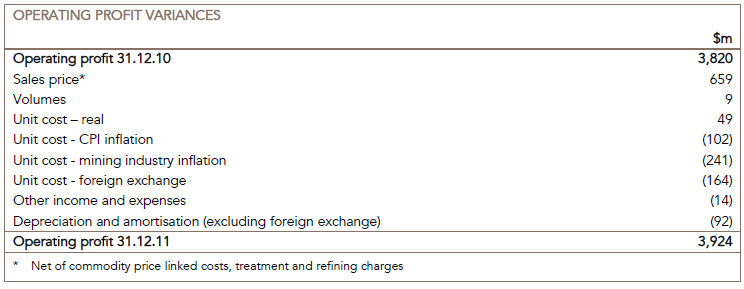 OPERATING PROFIT VARIANCES
$m
Operating profit 31.12.10 3,820
Sales price* 659
Volumes 9
Unit cost – real 49
Unit cost - CPI inflation (102)
Unit cost - mining industry inflation (241)
Unit cost - foreign exchange (164)
Other income and expenses (14)
Depreciation and amortisation (excluding foreign exchange) (92)
Operating profit 31.12.11 3,924
* Net of commodity price linked costs, treatment and refining charges